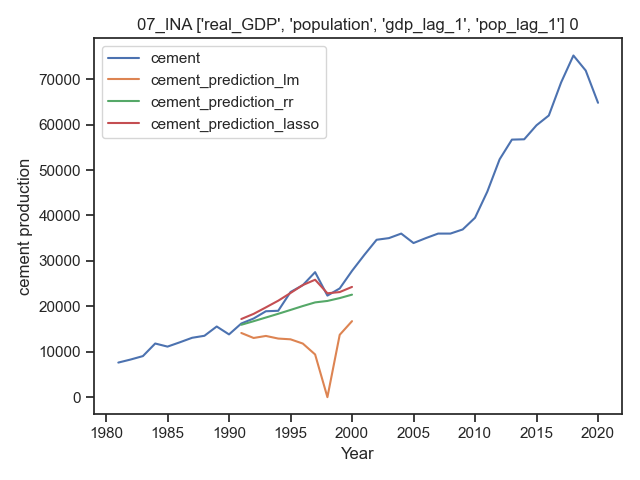 07_INA ['real_GDP', 'population', 'gdp_lag_1', 'pop_lag_1'] 0
cement
cement_prediction_lm
cement_prediction_rr
cement_prediction_lasso
cement production
70000
60000
50000
40000
30000
20000
10000
0
1980 1985 1990 1995 2000 2005 2010 2015 2020
Year